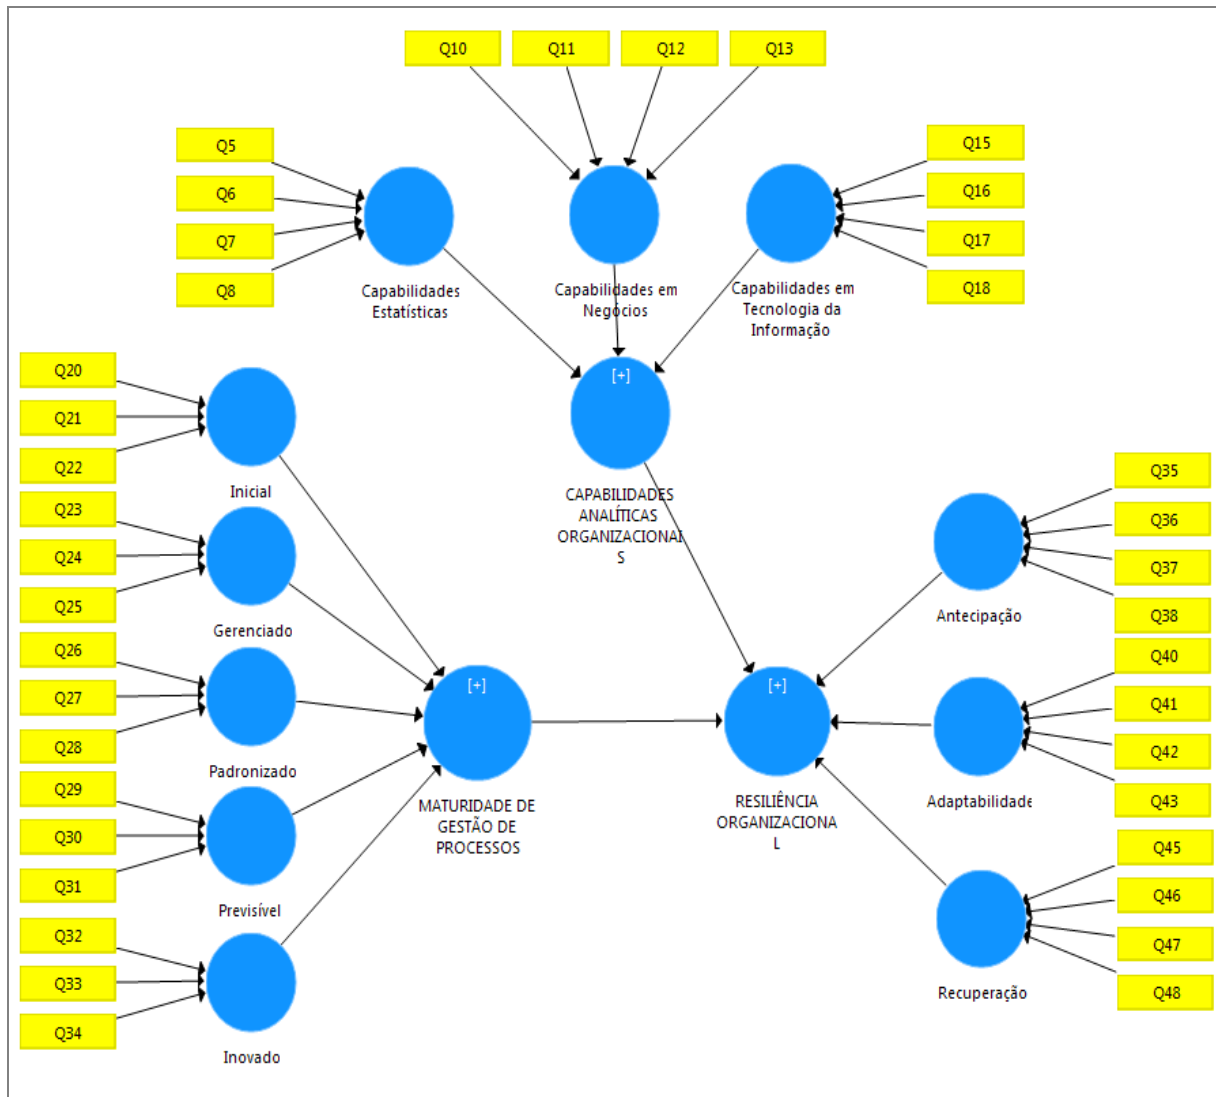 Q10
Q11
Q12
Q13
Q5
Q6
Q7
Q8
Q15
Q16
Q17
Q18
Capabilidades
Estatísticas
Capabilidades em
Negócios
Capabilidades em
Tecnologia da
Informação
[+]
CAPABILIDADES
ANALÍTICAS
ORGANIZACIONAI
S
Q20
Q21
Q22
Inicial
Q23
Q24
Q25
Gerenciado
Q26
Q27
Q28
Padronizado
Q29
Q30
Q31
Previsível
Q32
Q33
Q34
Inovado
[+]
MATURIDADE DE
GESTÃO DE
PROCESSOS
[+]
RESILIÊNCIA
ORGANIZACIONA
L
Q35
Q36
Q37
Q38
Antecipação
Q40
Q41
Q42
Q43
Adaptabilidade
Q45
Q46
Q47
Q48
Recuperação